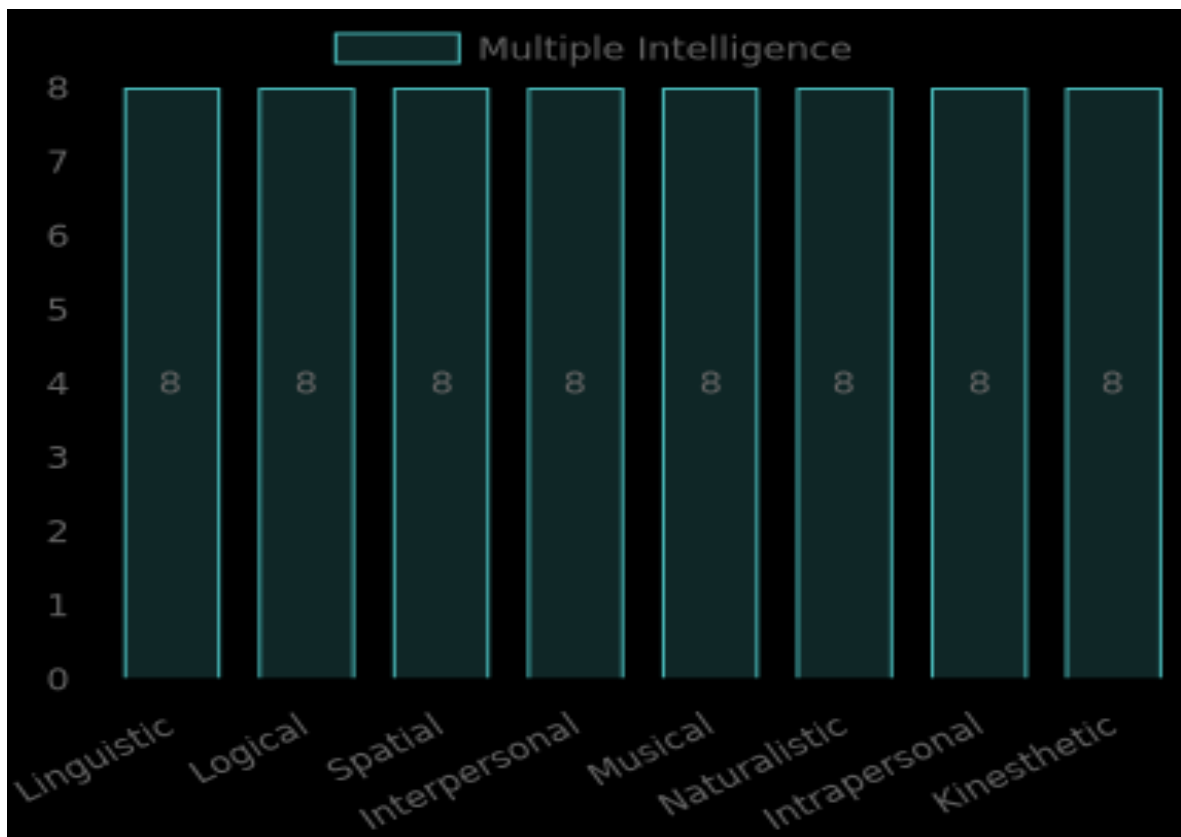 Multiple Intelligence
8
7
6
5
4
3
2
1
0
8 8 8 8 8 8 8 8
Linguistic
Logical
Spatial
Interpersonal
Musical
Naturalistic
Intrapersonal
Kinesthetic